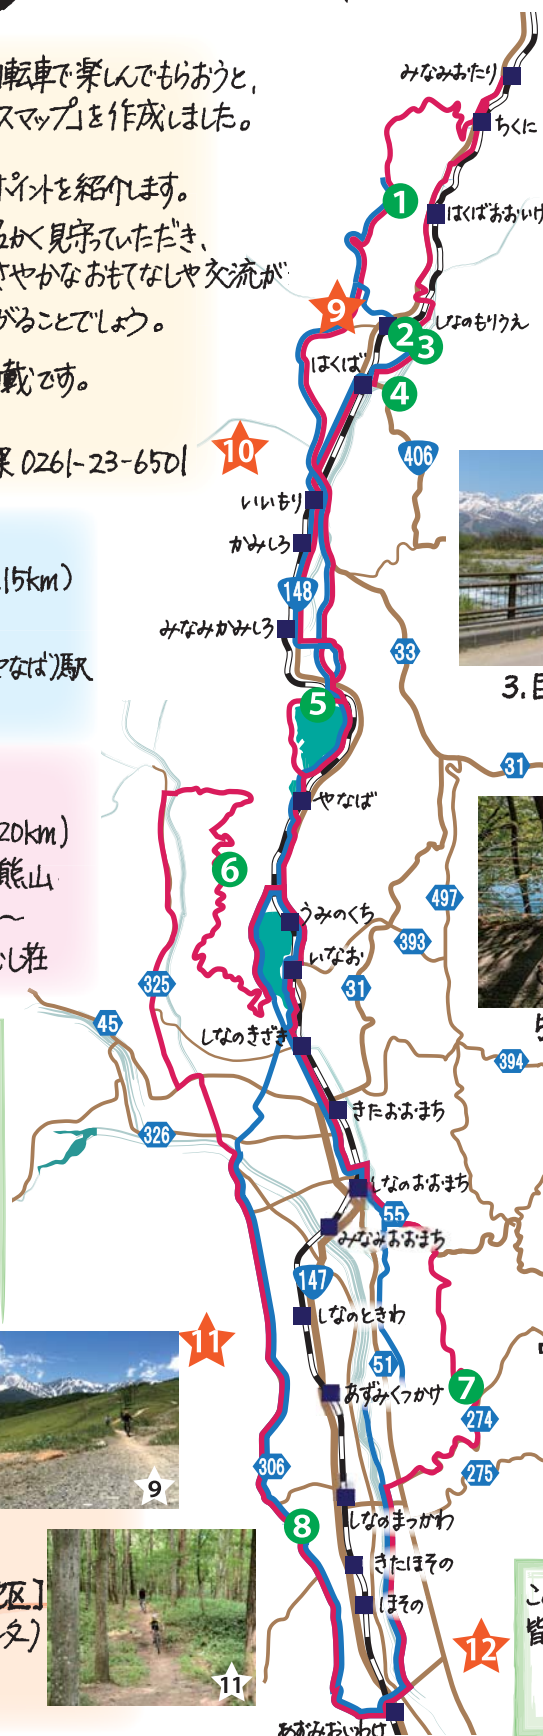 転車で楽しんでもらおうと、
スマップ」を作成しました。
ポイントを紹介します。
かく見守っていただき、
さやかなおもてなしや交流が
がることでしょう。
載です。
0261-23-6501
15km)
やなば)駅
20km)
熊山
〜
し荘
みなみおたり
ちくに
1
はくばおおいけ
9
2
3
しなのもりうえ
はくば
4
10
406
いいもり
かみしろ
148
みなみかみしろ
33
3.
5
31
やなば
6
497
うみのくち
393
いなお
325
31
45
しなのきざき
394
326
きたおおまち
しなのおおまち
55
みなみおおまち
147
しなのときわ
11
51
あずみくつかけ
7
274
9
306
275
8
しなのまつかわ
きたほその
区]
ほその
タ)
12
こ
皆
11
あずみおいわけ